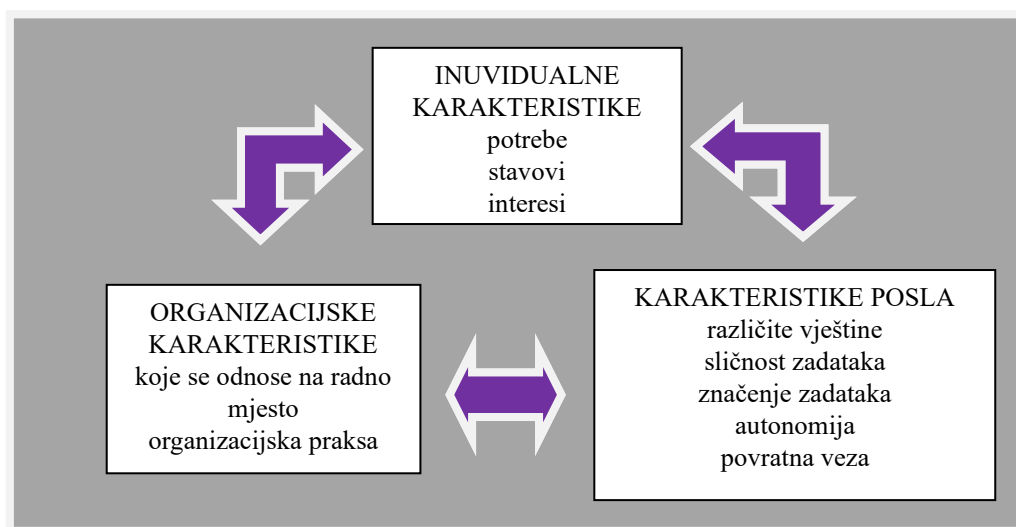 INUVIDUALNE
KARAKTERISTIKE
potrebe
stavovi
interesi
ORGANIZACIJSKE
KARAKTERISTIKE
koje se odnose na radno
mjesto
organizacijska praksa
KARAKTERISTIKE POSLA
različite vještine
sličnost zadataka
značenje zadataka
autonomija
povratna veza